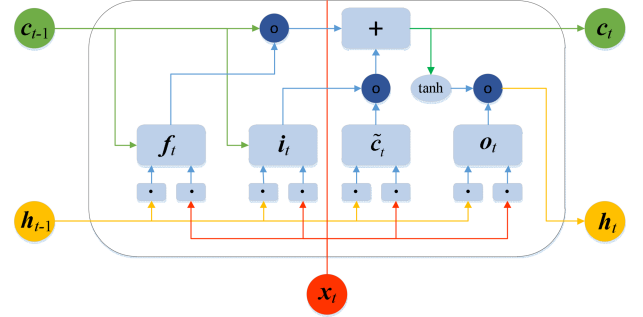 c_{t-1} o + c_t
o tanh o
f_t i_t c̃_t o_t
· · · · · · · ·
h_{t-1} h_t
x_t